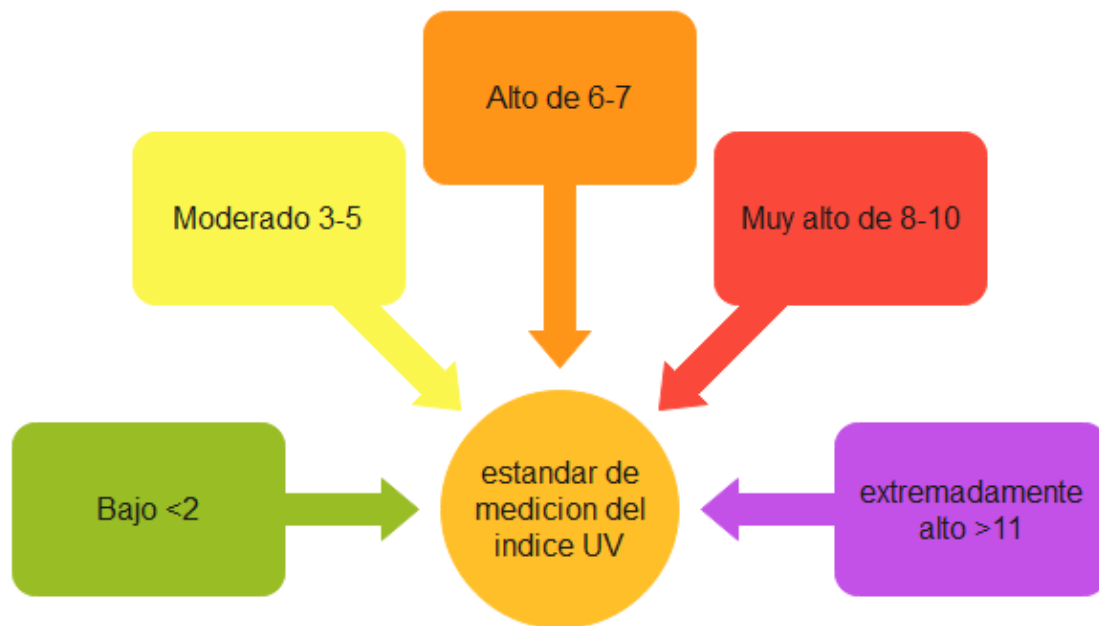 Alto de 6-7
Moderado 3-5
Muy alto de 8-10
Bajo <2
estandar de
medicion del
indice UV
extremadamente
alto >11